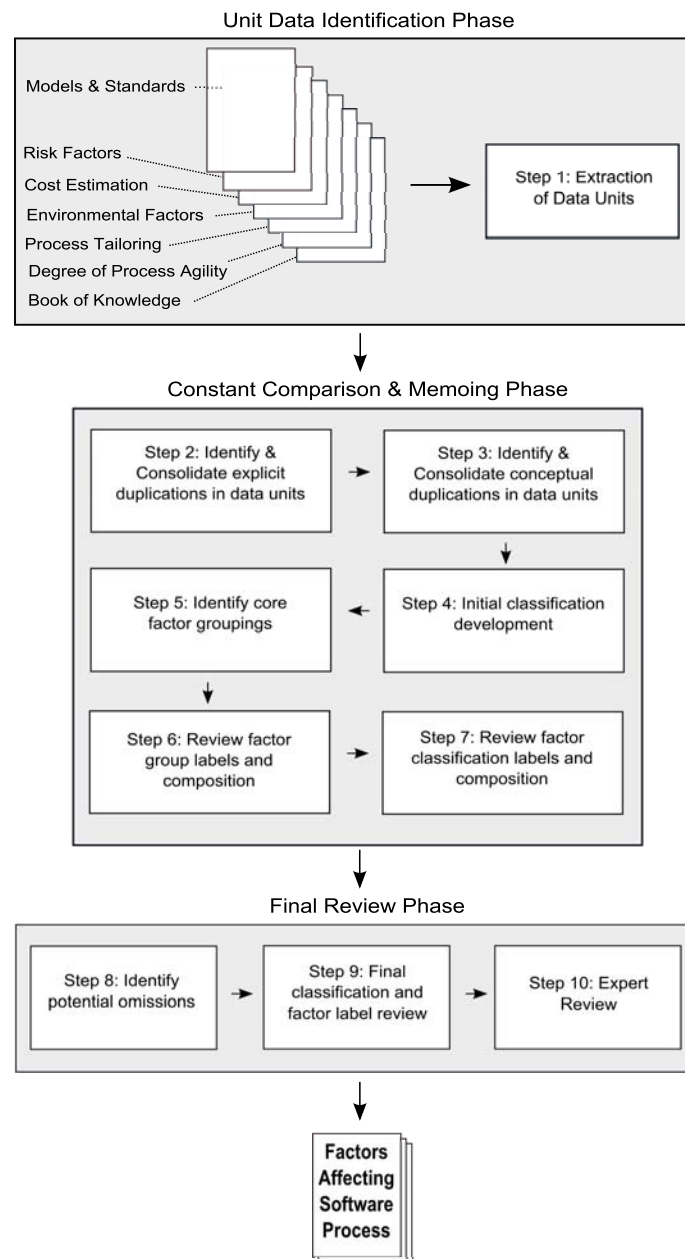 Unit Data Identification Phase
Models & Standards
Risk Factors
Cost Estimation
Environmental Factors
Process Tailoring
Degree of Process Agility
Book of Knowledge
Step 1: Extraction
of Data Units
Constant Comparison & Memoing Phase
Step 2: Identify &
Consolidate explicit
duplications in data units
Step 3: Identify &
Consolidate conceptual
duplications in data units
Step 5: Identify core
factor groupings
Step 4: Initial classification
development
Step 6: Review factor
group labels and
composition
Step 7: Review factor
classification labels and
composition
Final Review Phase
Step 8: Identify
potential omissions
Step 9: Final
classification and
factor label review
Step 10: Expert
Review
Factors
Affecting
Software
Process